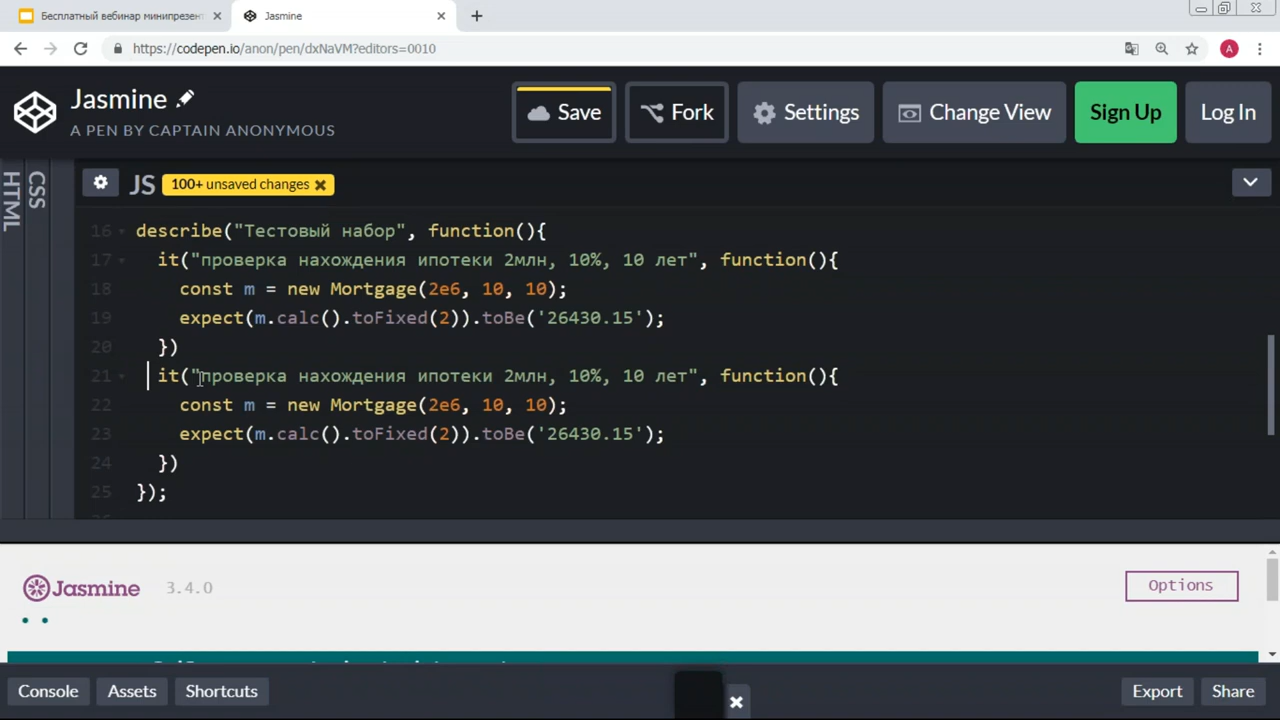 Бесплатный вебинар минипрезент
Jasmine
https://codepen.io/anon/pen/dxNaVM?editors=0010
A
Jasmine
A PEN BY CAPTAIN ANONYMOUS
Save
Fork
Settings
Change View
Sign Up
Log In
HTML
CSS
JS
100+ unsaved changes
16 describe("Тестовый набор", function(){
17 it("проверка нахождения ипотеки 2млн, 10%, 10 лет", function(){
18 const m = new Mortgage(2e6, 10, 10);
19 expect(m.calc().toFixed(2)).toBe('26430.15');
20 })
21 it("проверка нахождения ипотеки 2млн, 10%, 10 лет", function(){
22 const m = new Mortgage(2e6, 10, 10);
23 expect(m.calc().toFixed(2)).toBe('26430.15');
24 })
25 });
Jasmine 3.4.0
Options
Console
Assets
Shortcuts
Export
Share